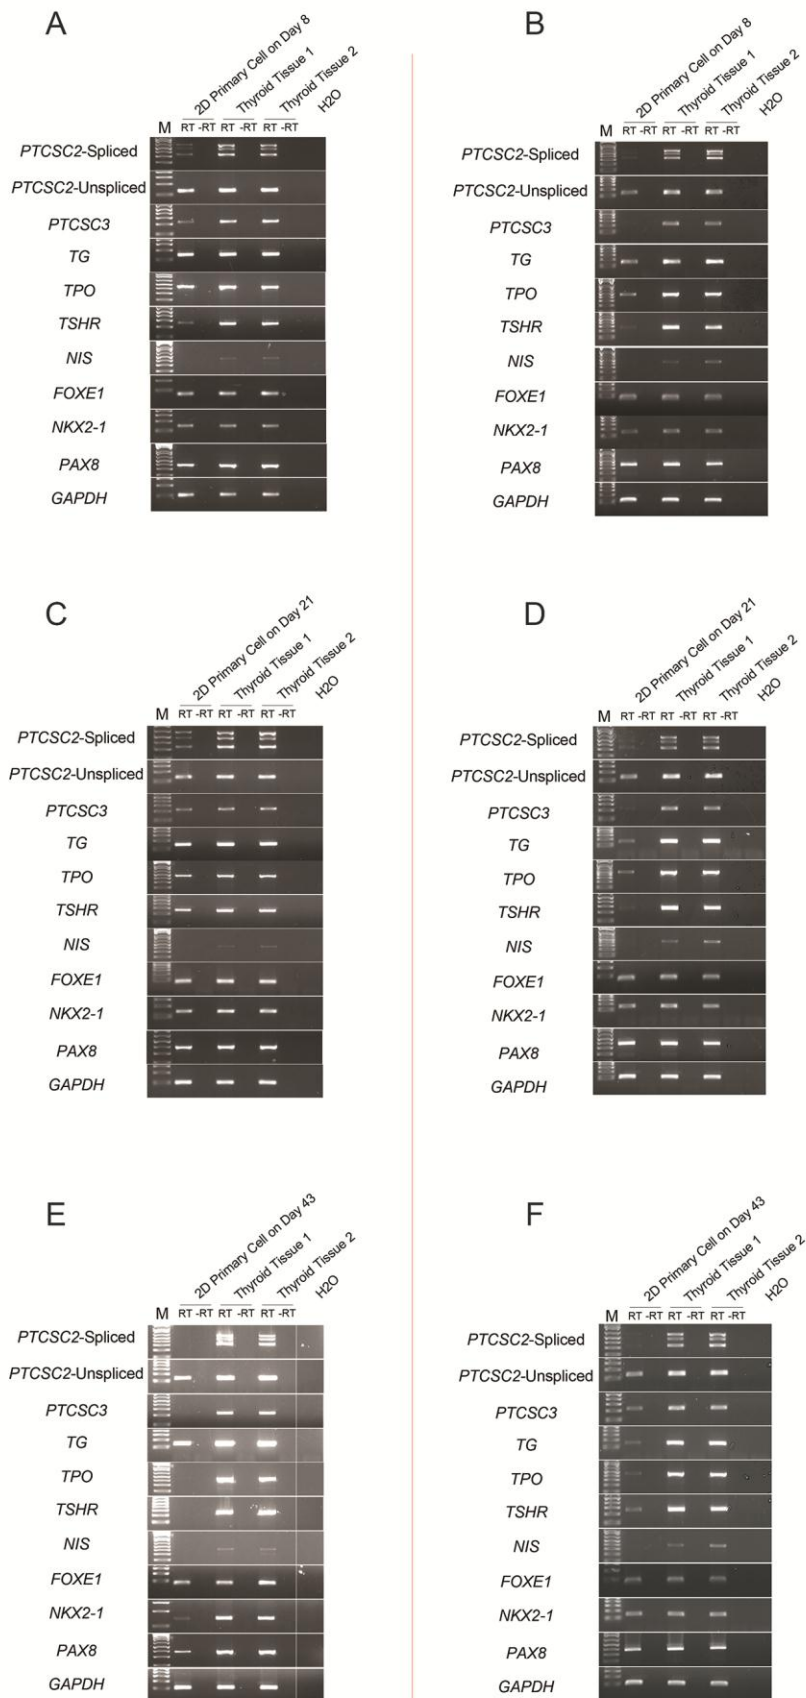 A
2D Primary Cell on Day 8
Thyroid Tissue 1
Thyroid Tissue 2
H2O
M RT -RT RT -RT RT -RT
PTCSC2-Spliced
PTCSC2-Unspliced
PTCSC3
TG
TPO
TSHR
NIS
FOXE1
NKX2-1
PAX8
GAPDH
B
2D Primary Cell on Day 8
Thyroid Tissue 1
Thyroid Tissue 2
H2O
M RT -RT RT -RT RT -RT
PTCSC2-Spliced
PTCSC2-Unspliced
PTCSC3
TG
TPO
TSHR
NIS
FOXE1
NKX2-1
PAX8
GAPDH
C
2D Primary Cell on Day 21
Thyroid Tissue 1
Thyroid Tissue 2
H2O
M RT -RT RT -RT RT -RT
PTCSC2-Spliced
PTCSC2-Unspliced
PTCSC3
TG
TPO
TSHR
NIS
FOXE1
NKX2-1
PAX8
GAPDH
D
2D Primary Cell on Day 21
Thyroid Tissue 1
Thyroid Tissue 2
H2O
M RT -RT RT -RT RT -RT
PTCSC2-Spliced
PTCSC2-Unspliced
PTCSC3
TG
TPO
TSHR
NIS
FOXE1
NKX2-1
PAX8
GAPDH
E
2D Primary Cell on Day 43
Thyroid Tissue 1
Thyroid Tissue 2
H2O
M RT -RT RT -RT RT -RT
PTCSC2-Spliced
PTCSC2-Unspliced
PTCSC3
TG
TPO
TSHR
NIS
FOXE1
NKX2-1
PAX8
GAPDH
F
2D Primary Cell on Day 43
Thyroid Tissue 1
Thyroid Tissue 2
H2O
M RT -RT RT -RT RT -RT
PTCSC2-Spliced
PTCSC2-Unspliced
PTCSC3
TG
TPO
TSHR
NIS
FOXE1
NKX2-1
PAX8
GAPDH